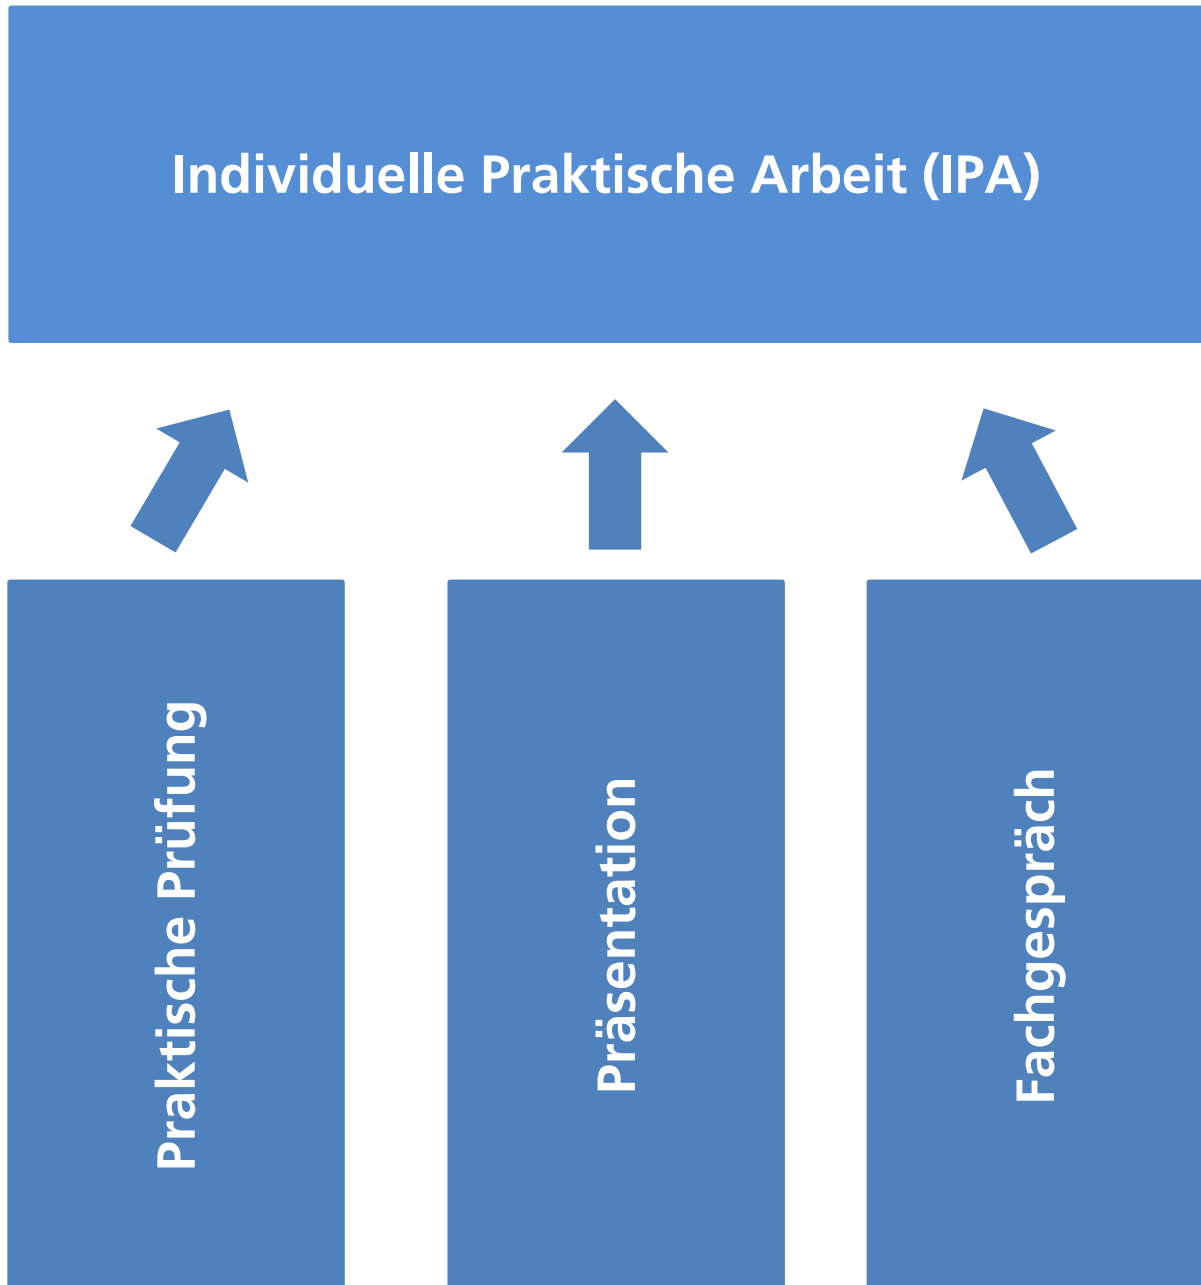 Individuelle Praktische Arbeit (IPA)
Praktische Prüfung
Präsentation
Fachgespräch